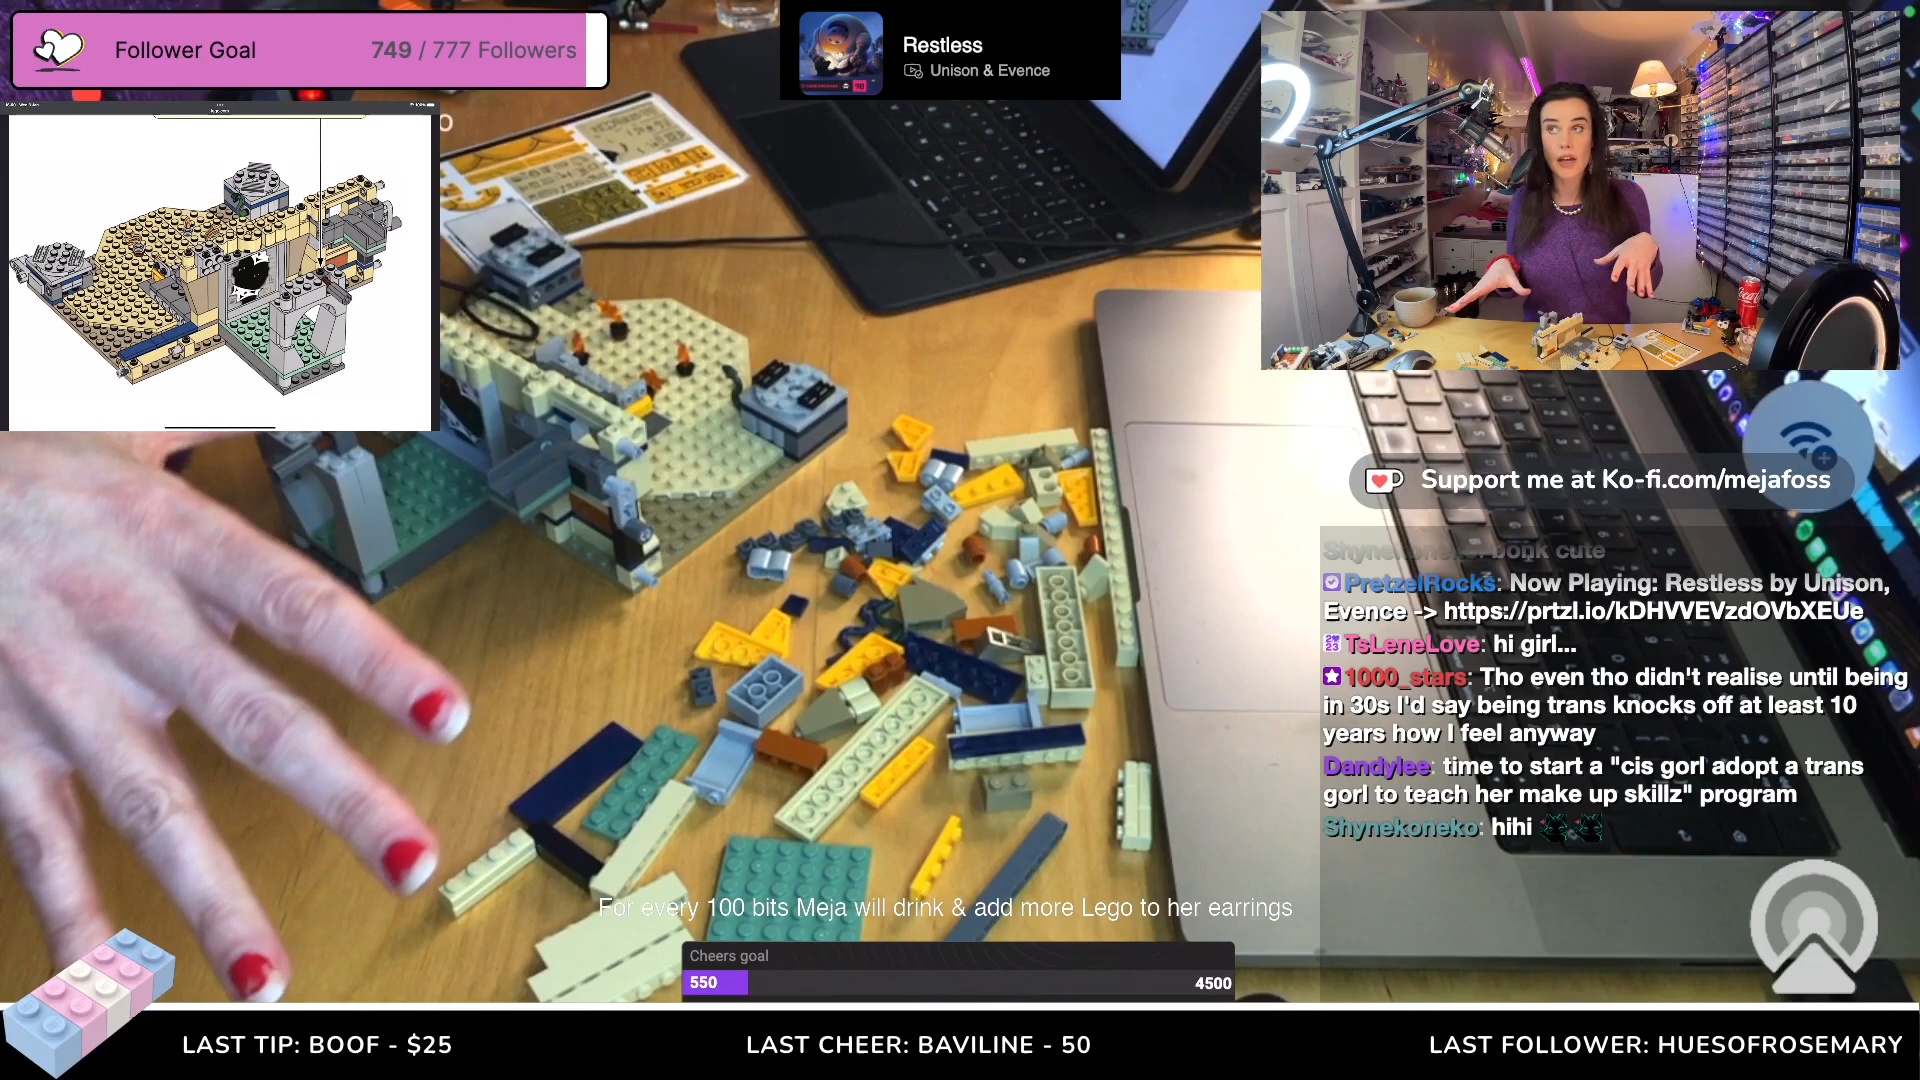 Follower Goal
749 / 777 Followers
Restless
Unison & Evence
Support me at Ko-fi.com/mejafoss
Shynekoneko: bonk cute
PretzelRocks: Now Playing: Restless by Unison,
Evence -> https://prtzl.io/kDHVVEVzdOVbXEUe
TsLeneLove: hi girl...
1000_stars: Tho even tho didn't realise until being
in 30s I'd say being trans knocks off at least 10
years how I feel anyway
Dandylee: time to start a "cis gorl adopt a trans
gorl to teach her make up skillz" program
Shynekoneko: hihi
For every 100 bits Meja will drink & add more Lego to her earrings
Cheers goal
550
4500
LAST TIP: BOOF - $25
LAST CHEER: BAVILINE - 50
LAST FOLLOWER: HUESOFROSEMARY